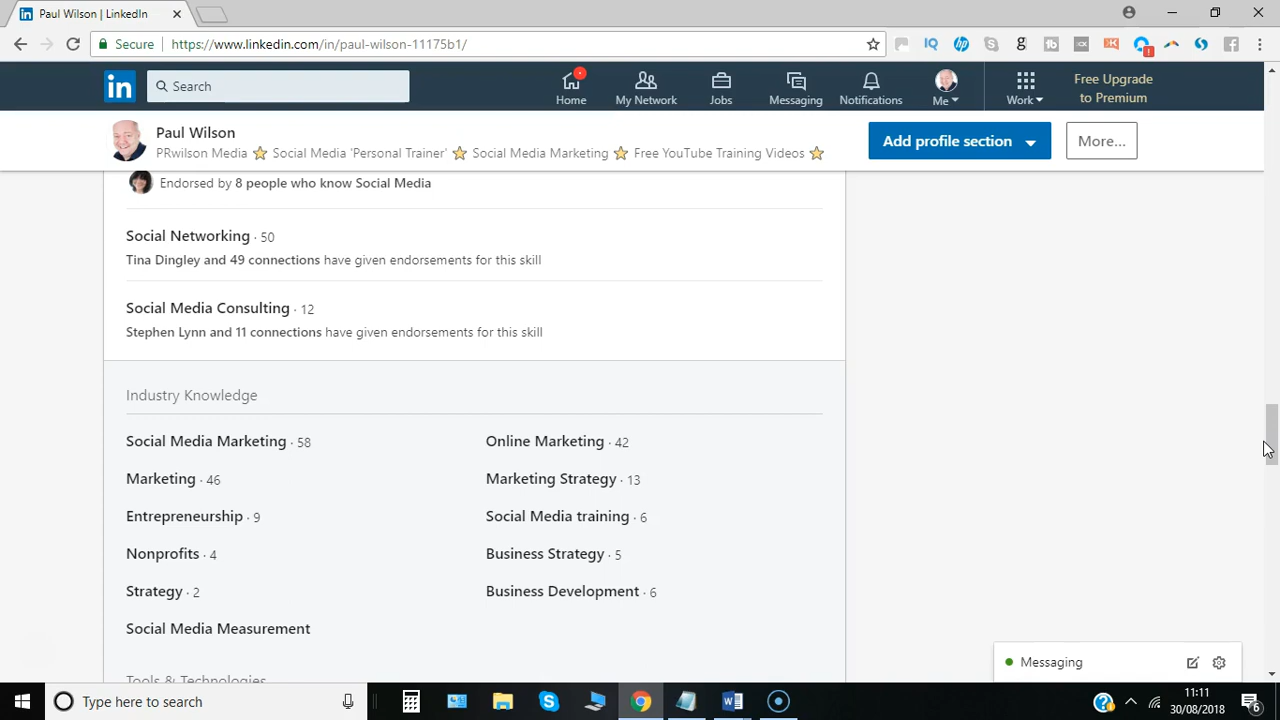 Paul Wilson | LinkedIn
Secure https://www.linkedin.com/in/paul-wilson-11175b1/
in Search Home My Network Jobs Messaging Notifications Me Work Free Upgrade to Premium
Paul Wilson
PRwilson Media ⭐ Social Media 'Personal Trainer' ⭐ Social Media Marketing ⭐ Free YouTube Training Videos ⭐
Add profile section More...
Endorsed by 8 people who know Social Media
Social Networking · 50
Tina Dingley and 49 connections have given endorsements for this skill
Social Media Consulting · 12
Stephen Lynn and 11 connections have given endorsements for this skill
Industry Knowledge
Social Media Marketing · 58 Online Marketing · 42
Marketing · 46 Marketing Strategy · 13
Entrepreneurship · 9 Social Media training · 6
Nonprofits · 4 Business Strategy · 5
Strategy · 2 Business Development · 6
Social Media Measurement
Tools & Technologies
Messaging
Type here to search
11:11
30/08/2018
6